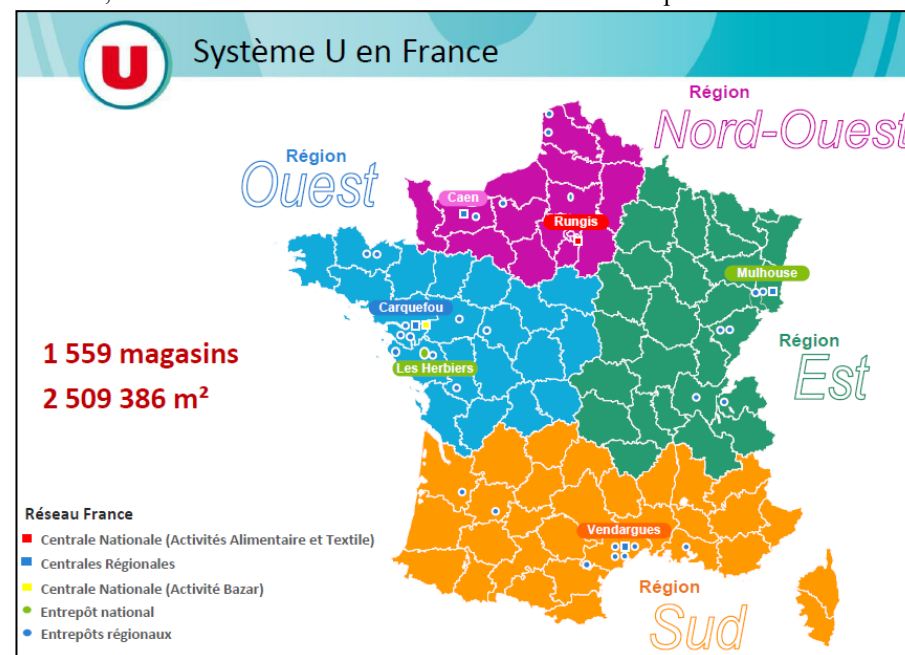 U
Système U en France
Région
Nord-Ouest
Région
Ouest
Caen
Rungis
Mulhouse
Carquefou
Les Herbiers
Région
Est
1 559 magasins
2 509 386 m²
Vendargues
Région
Sud
Réseau France
Centrale Nationale (Activités Alimentaire et Textile)
Centrales Régionales
Centrale Nationale (Activité Bazar)
Entrepôt national
Entrepôts régionaux